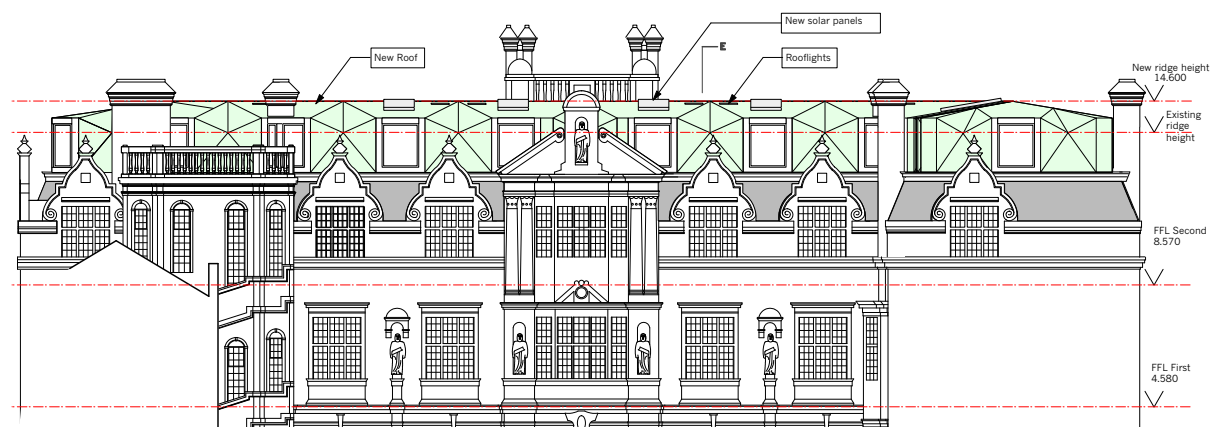 New solar panels
E
New Roof
Rooflights
New ridge height
14.600
Existing
ridge
height
FFL Second
8.570
FFL First
4.580